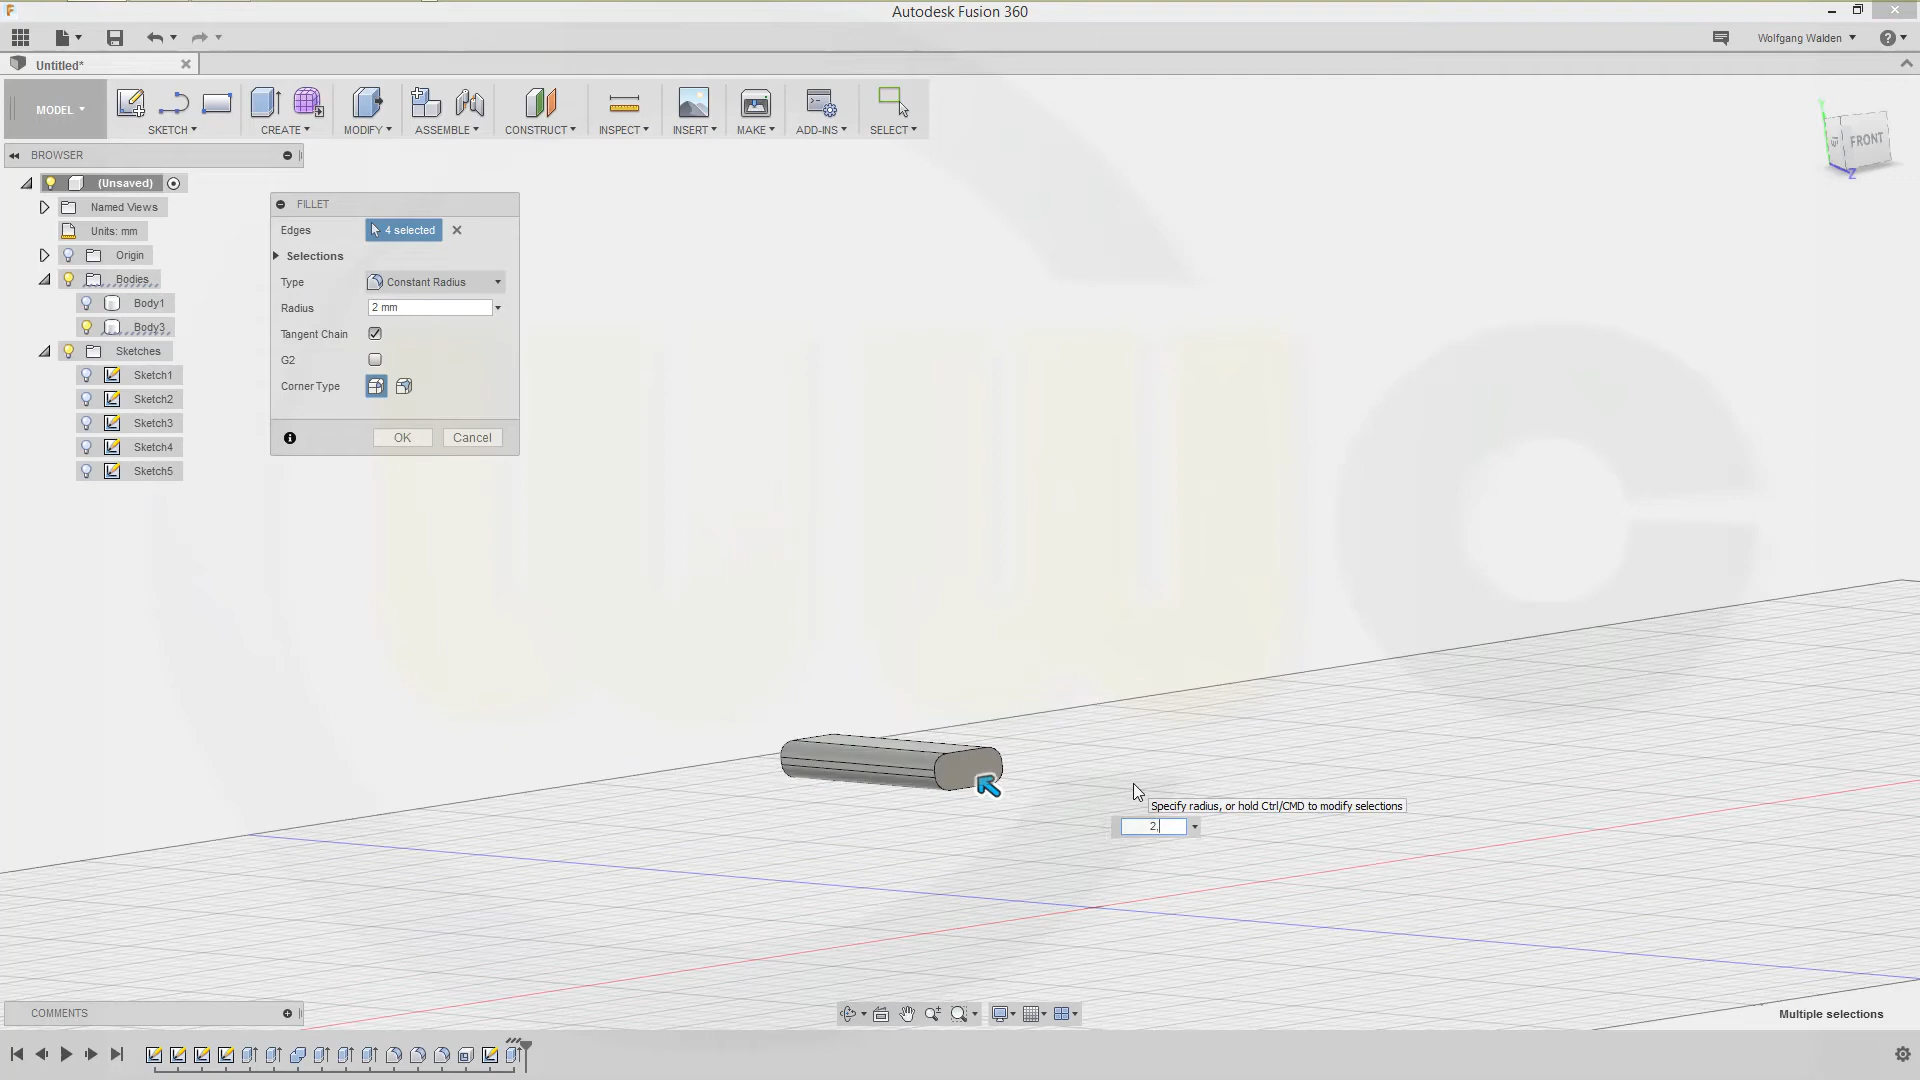 Autodesk Fusion 360
Wolfgang Walden
Untitled*
MODEL
SKETCH
CREATE
MODIFY
ASSEMBLE
CONSTRUCT
INSPECT
INSERT
MAKE
ADD-INS
SELECT
FRONT
Z
BROWSER
(Unsaved)
Named Views
Units: mm
Origin
Bodies
Body1
Body3
Sketches
Sketch1
Sketch2
Sketch3
Sketch4
Sketch5
FILLET
Edges 4 selected
Selections
Type Constant Radius
Radius 2 mm
Tangent Chain
G2
Corner Type
OK Cancel
Specify radius, or hold Ctrl/CMD to modify selections
2,
COMMENTS
Multiple selections